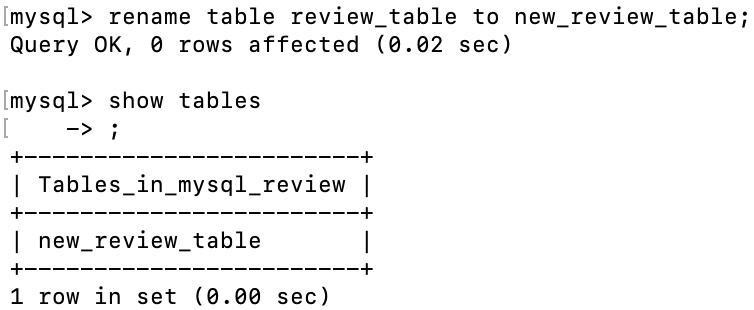 [mysql> rename table review_table to new_review_table;
Query OK, 0 rows affected (0.02 sec)
[mysql> show tables
[    -> ;
+------------------------+
| Tables_in_mysql_review |
+------------------------+
| new_review_table       |
+------------------------+
1 row in set (0.00 sec)